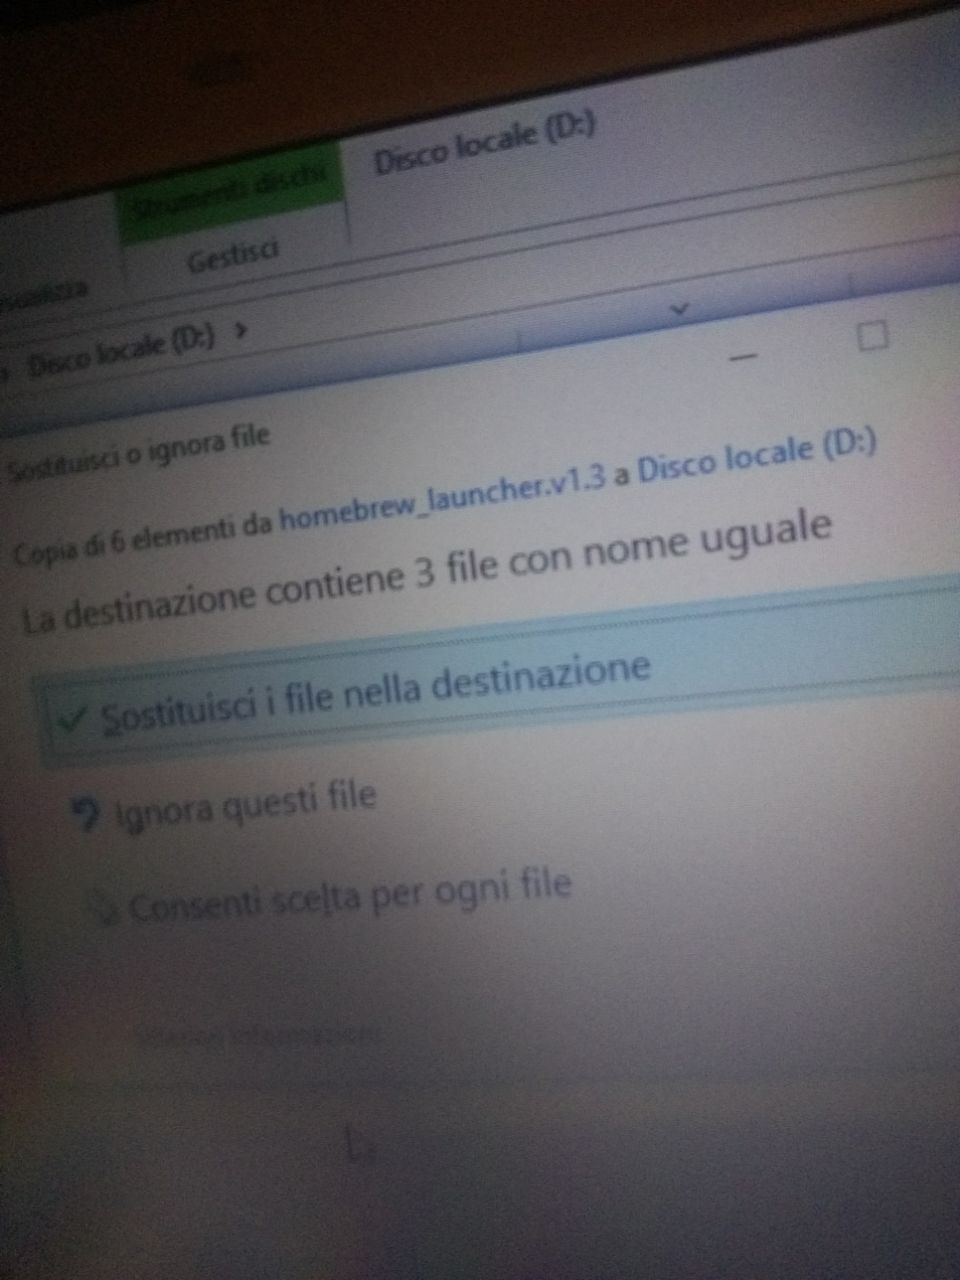 Disco locale (D:)
Strumenti dischi
Gestisci
Disco locale (D:)
Sostituisci o ignora file
Copia di 6 elementi da homebrew_launcher.v1.3 a Disco locale (D:)
La destinazione contiene 3 file con nome uguale
Sostituisci i file nella destinazione
Ignora questi file
Consenti scelta per ogni file